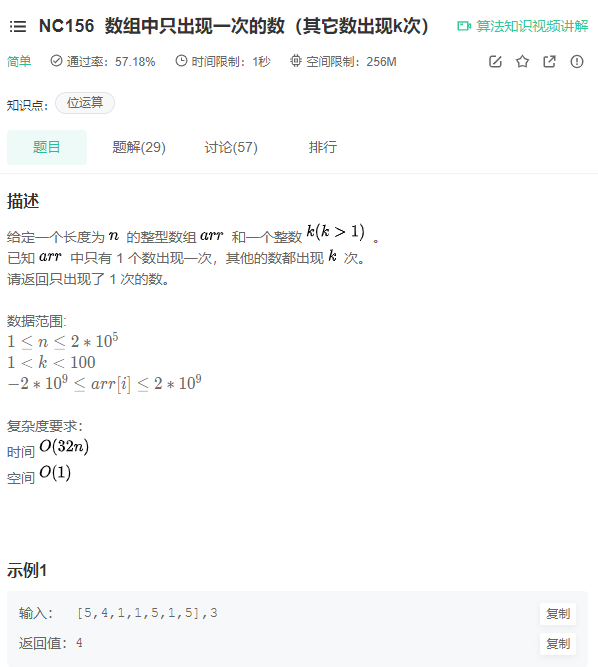 NC156 数组中只出现一次的数（其它数出现k次）
算法知识视频讲解
简单 通过率：57.18% 时间限制：1秒 空间限制：256M
知识点：位运算
题目 题解(29) 讨论(57) 排行
描述
给定一个长度为 n 的整型数组 arr 和一个整数 k(k > 1) 。
已知 arr 中只有 1 个数出现一次，其他的数都出现 k 次。
请返回只出现了 1 次的数。
数据范围:
1 ≤ n ≤ 2 * 10^5
1 < k < 100
−2 * 10^9 ≤ arr[i] ≤ 2 * 10^9
复杂度要求：
时间 O(32n)
空间 O(1)
示例1
输入： [5,4,1,1,5,1,5],3 复制
返回值：4 复制